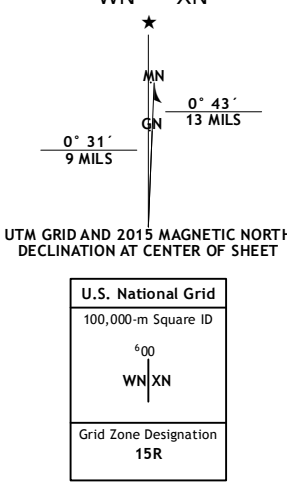 WN XN
★
MN
0° 43´
13 MILS
GN
0° 31´
9 MILS
UTM GRID AND 2015 MAGNETIC NORTH
DECLINATION AT CENTER OF SHEET
U.S. National Grid
100,000-m Square ID
⁶00
WN XN
Grid Zone Designation
15R